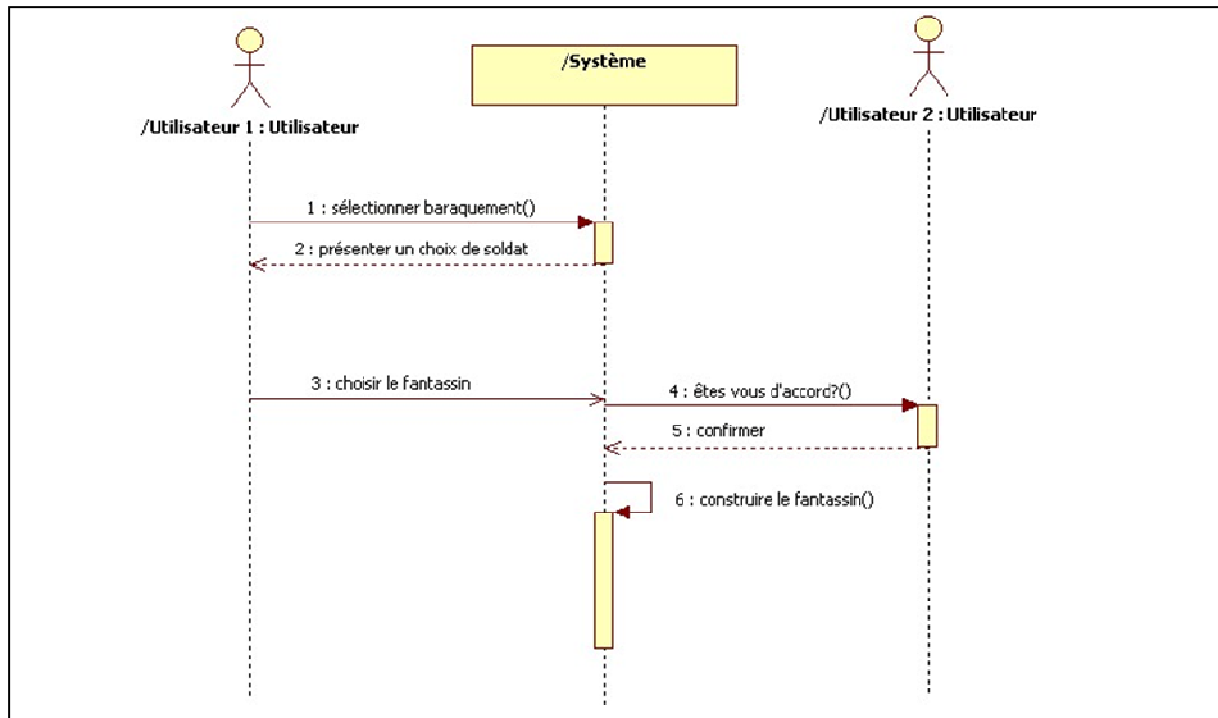 /Système
/Utilisateur 1 : Utilisateur
/Utilisateur 2 : Utilisateur
1 : sélectionner baraquement()
2 : présenter un choix de soldat
3 : choisir le fantassin
4 : êtes vous d'accord?()
5 : confirmer
6 : construire le fantassin()